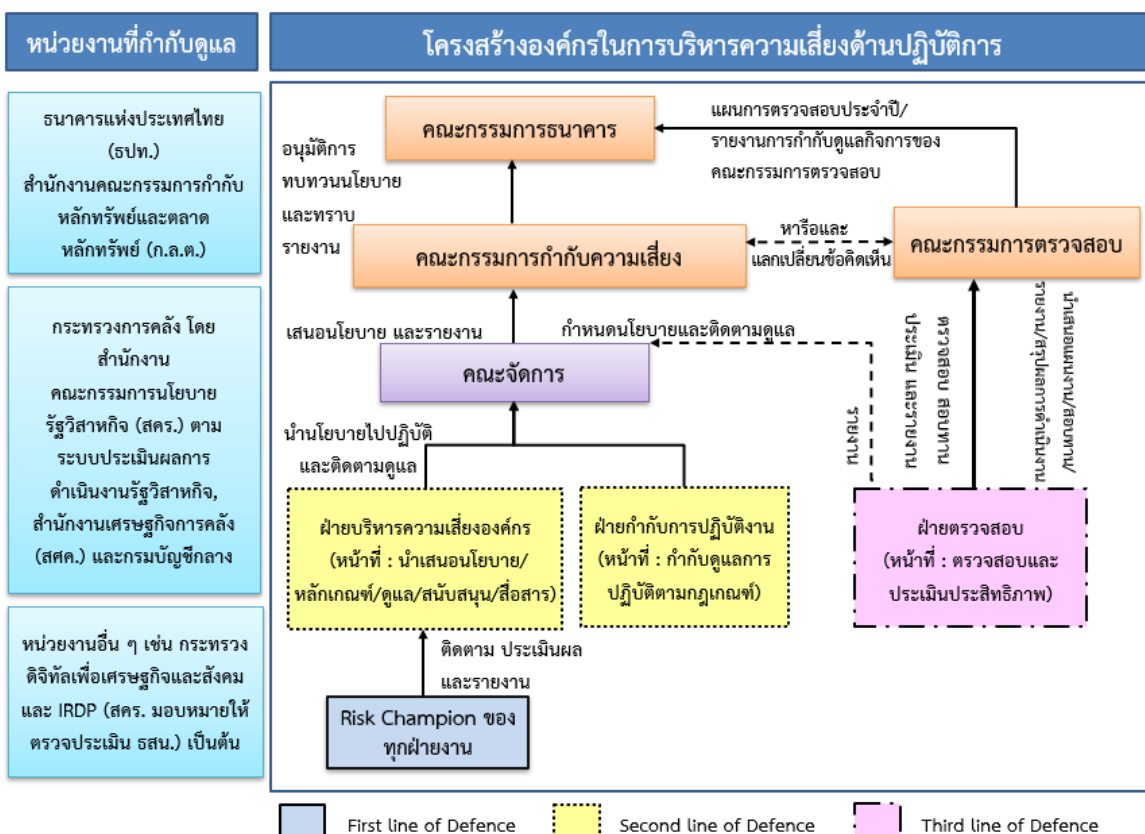 หน่วยงานที่กำกับดูแล
โครงสร้างองค์กรในการบริหารความเสี่ยงด้านปฏิบัติการ
ธนาคารแห่งประเทศไทย
(ธปท.)
สำนักงานคณะกรรมการกำกับ
หลักทรัพย์และตลาด
หลักทรัพย์ (ก.ล.ต.)
กระทรวงการคลัง โดย
สำนักงาน
คณะกรรมการนโยบาย
รัฐวิสาหกิจ (สคร.) ตาม
ระบบประเมินผลการ
ดำเนินงานรัฐวิสาหกิจ,
สำนักงานเศรษฐกิจการคลัง
(สศค.) และกรมบัญชีกลาง
หน่วยงานอื่น ๆ เช่น กระทรวง
ดิจิทัลเพื่อเศรษฐกิจและสังคม
และ IRDP (สคร. มอบหมายให้
ตรวจประเมิน ธสน.) เป็นต้น
คณะกรรมการธนาคาร
แผนการตรวจสอบประจำปี/
รายงานการกำกับดูแลกิจการของ
คณะกรรมการตรวจสอบ
อนุมัติการ
ทบทวนนโยบาย
และทราบ
รายงาน
คณะกรรมการกำกับความเสี่ยง
หารือและ
แลกเปลี่ยนข้อคิดเห็น
คณะกรรมการตรวจสอบ
เสนอนโยบาย และรายงาน
กำหนดนโยบายและติดตามดูแล
คณะจัดการ
รายงาน
ตรวจสอบ สอบทาน
ประเมิน และรายงาน
นำเสนอแผนงาน/สอบทาน/
รายงาน/สรุปผลการดำเนินงาน
นำนโยบายไปปฏิบัติ
และติดตามดูแล
ฝ่ายบริหารความเสี่ยงองค์กร
(หน้าที่ : นำเสนอนโยบาย/
หลักเกณฑ์/ดูแล/สนับสนุน/สื่อสาร)
ฝ่ายกำกับการปฏิบัติงาน
(หน้าที่ : กำกับดูแลการ
ปฏิบัติตามกฎเกณฑ์)
ฝ่ายตรวจสอบ
(หน้าที่ : ตรวจสอบและ
ประเมินประสิทธิภาพ)
ติดตาม ประเมินผล
และรายงาน
Risk Champion ของ
ทุกฝ่ายงาน
First line of Defence
Second line of Defence
Third line of Defence